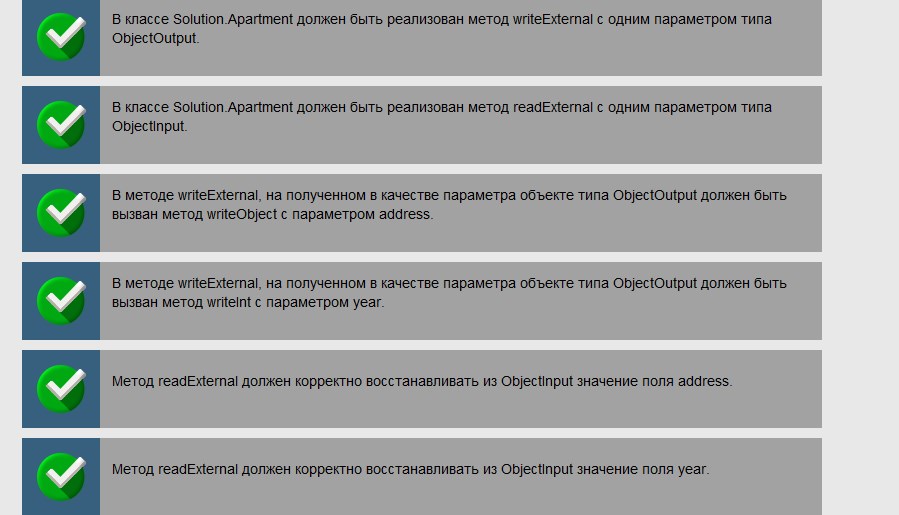 В классе Solution.Apartment должен быть реализован метод writeExternal с одним параметром типа
ObjectOutput.
В классе Solution.Apartment должен быть реализован метод readExternal с одним параметром типа
ObjectInput.
В методе writeExternal, на полученном в качестве параметра объекте типа ObjectOutput должен быть
вызван метод writeObject с параметром address.
В методе writeExternal, на полученном в качестве параметра объекте типа ObjectOutput должен быть
вызван метод writeInt с параметром year.
Метод readExternal должен корректно восстанавливать из ObjectInput значение поля address.
Метод readExternal должен корректно восстанавливать из ObjectInput значение поля year.